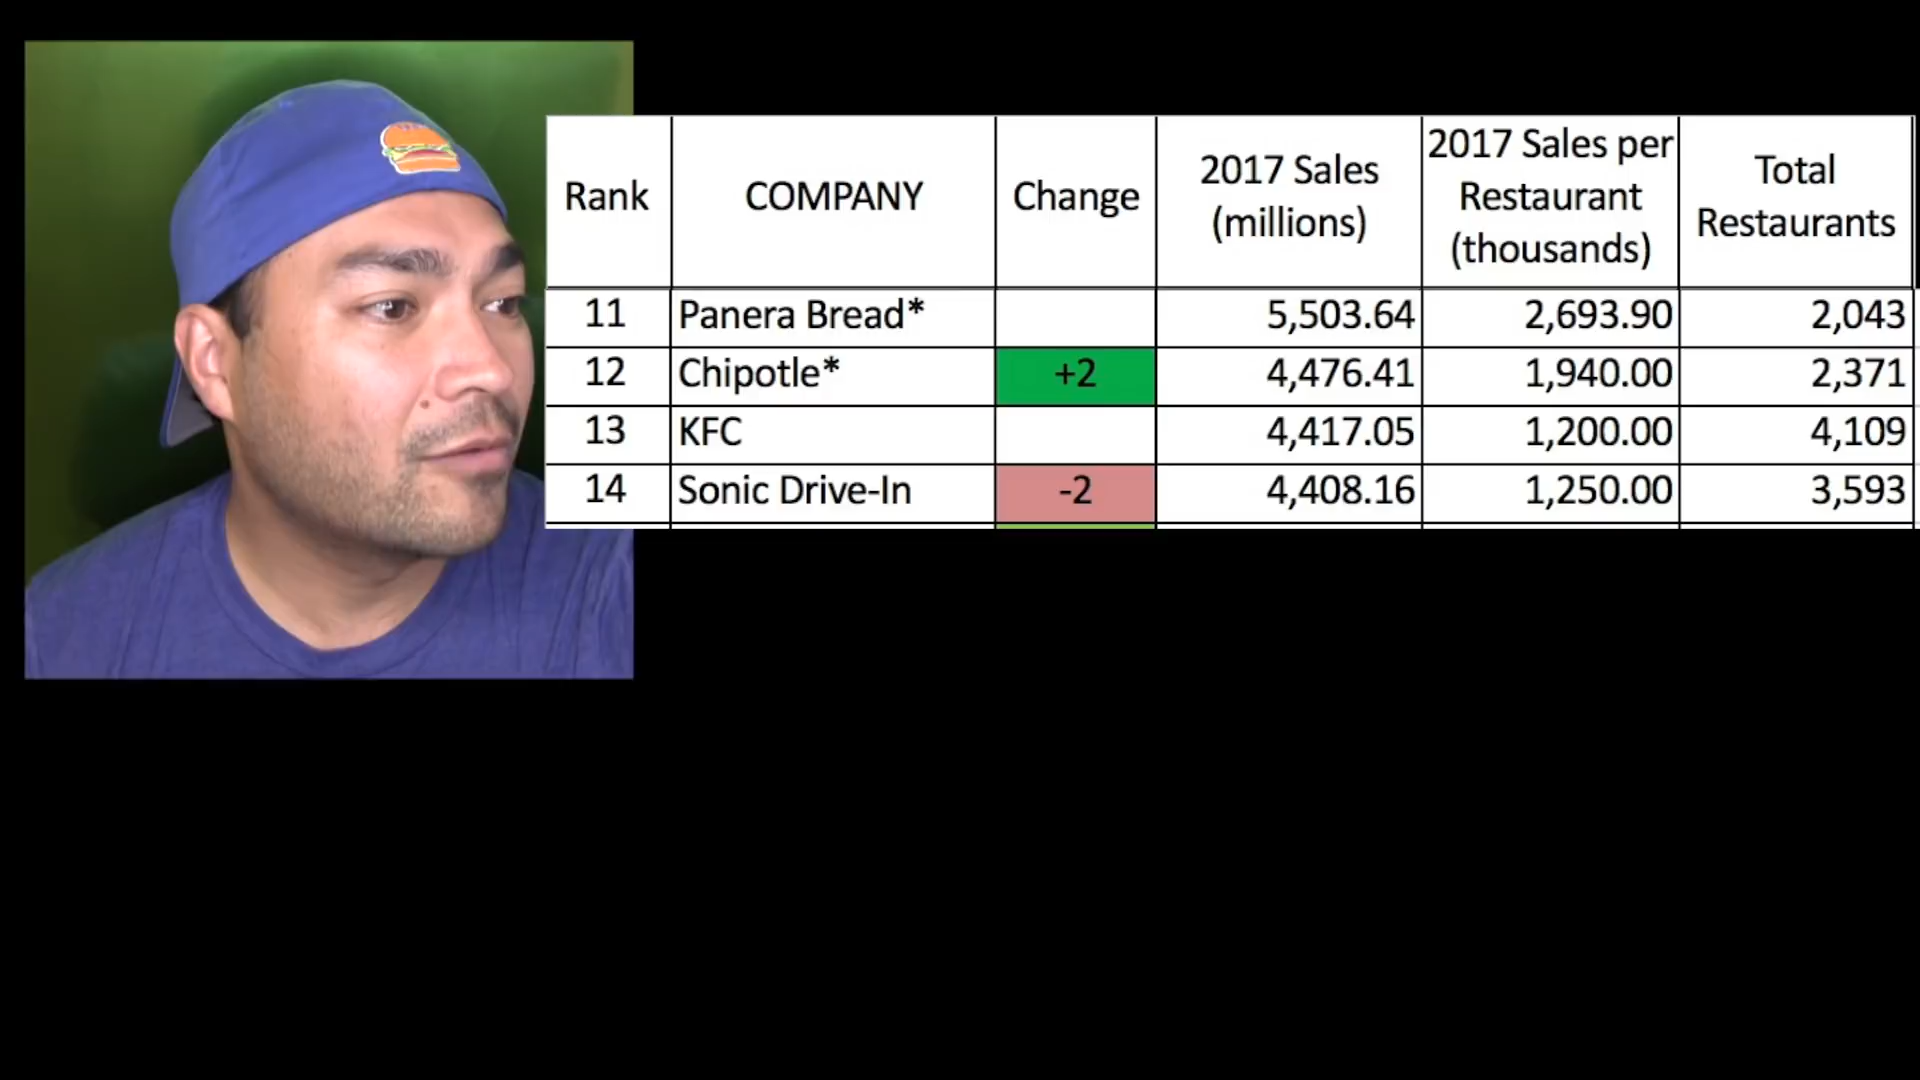 Rank COMPANY Change 2017 Sales (millions) 2017 Sales per Restaurant (thousands) Total Restaurants
11 Panera Bread* 5,503.64 2,693.90 2,043
12 Chipotle* +2 4,476.41 1,940.00 2,371
13 KFC 4,417.05 1,200.00 4,109
14 Sonic Drive-In -2 4,408.16 1,250.00 3,593